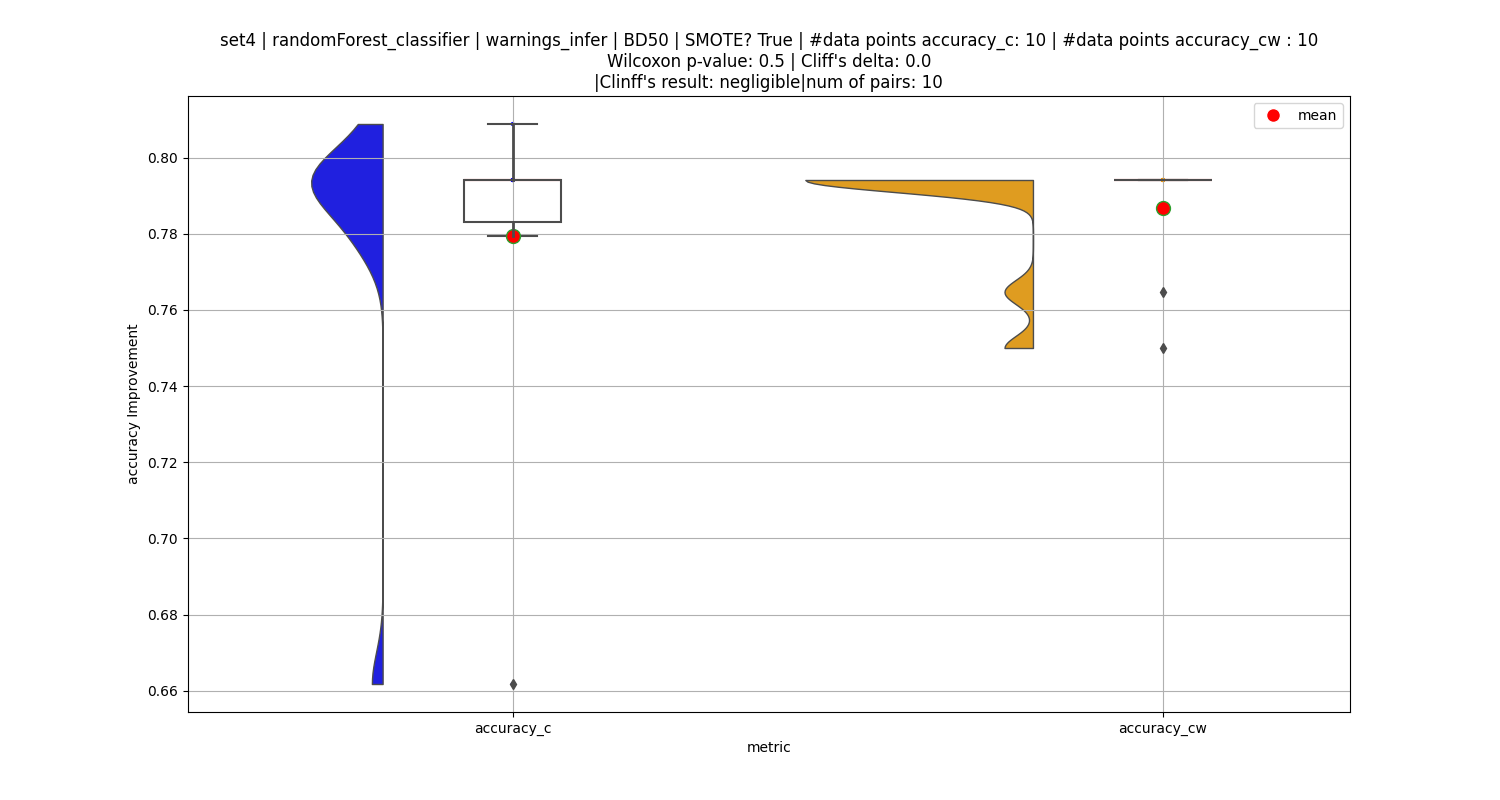 set4 | randomForest_classifier | warnings_infer | BD50 | SMOTE? True | #data points accuracy_c: 10 | #data points accuracy_cw : 10
Wilcoxon p-value: 0.5 | Cliff's delta: 0.0
|Clinff's result: negligible|num of pairs: 10
mean
0.80
0.78
0.76
0.74
0.72
0.70
0.68
0.66
accuracy Improvement
accuracy_c
accuracy_cw
metric